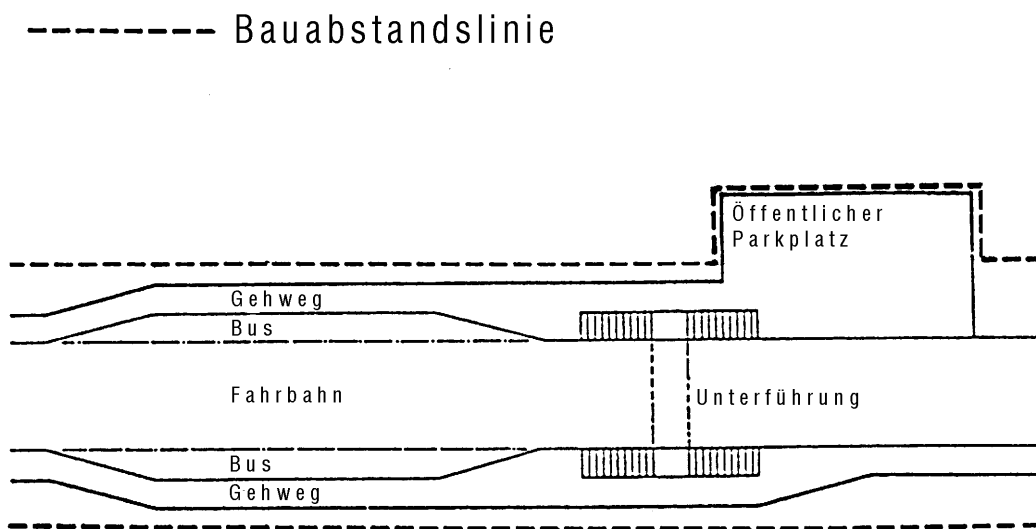 Bauabstandslinie
Öffentlicher
Parkplatz
Gehweg
Bus
Fahrbahn
Unterführung
Bus
Gehweg